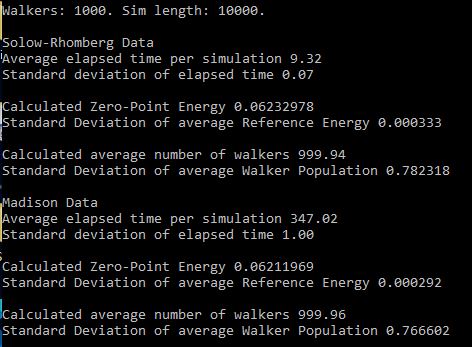 Walkers: 1000. Sim length: 10000.
Solow-Rhomberg Data
Average elapsed time per simulation 9.32
Standard deviation of elapsed time 0.07
Calculated Zero-Point Energy 0.06232978
Standard Deviation of average Reference Energy 0.000333
Calculated average number of walkers 999.94
Standard Deviation of average Walker Population 0.782318
Madison Data
Average elapsed time per simulation 347.02
Standard deviation of elapsed time 1.00
Calculated Zero-Point Energy 0.06211969
Standard Deviation of average Reference Energy 0.000292
Calculated average number of walkers 999.96
Standard Deviation of average Walker Population 0.766602